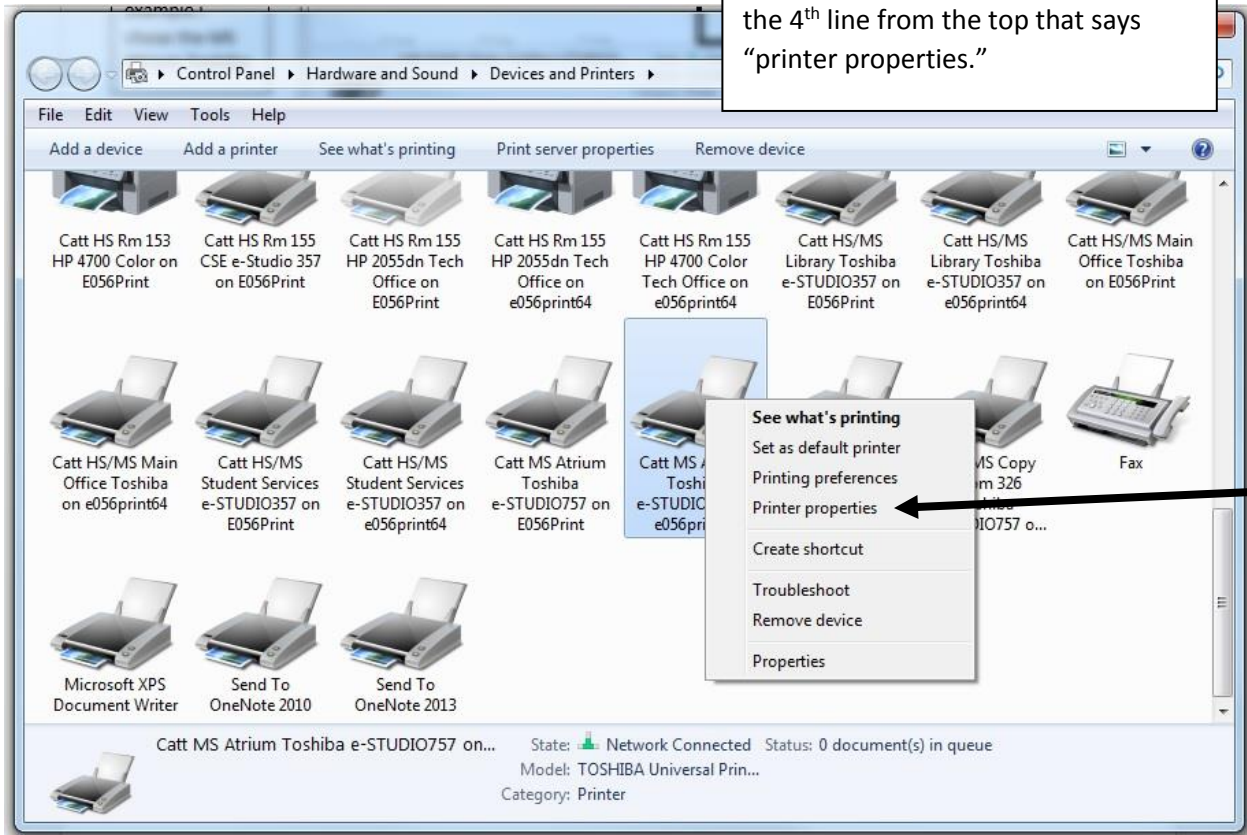 the 4th line from the top that says
“printer properties.”
Control Panel
Hardware and Sound
Devices and Printers
File Edit View Tools Help
Add a device Add a printer See what's printing Print server properties Remove device
Catt HS Rm 153
HP 4700 Color on
E056Print
Catt HS Rm 155
CSE e-Studio 357
on E056Print
Catt HS Rm 155
HP 2055dn Tech
Office on
E056Print
Catt HS Rm 155
HP 2055dn Tech
Office on
e056print64
Catt HS Rm 155
HP 4700 Color
Tech Office on
e056print64
Catt HS/MS
Library Toshiba
e-STUDIO357 on
E056Print
Catt HS/MS
Library Toshiba
e-STUDIO357 on
e056print64
Catt HS/MS Main
Office Toshiba
on E056Print
Catt HS/MS Main
Office Toshiba
on e056print64
Catt HS/MS
Student Services
e-STUDIO357 on
E056Print
Catt HS/MS
Student Services
e-STUDIO357 on
e056print64
Catt MS Atrium
Toshiba
e-STUDIO757 on
E056Print
Catt MS
Toshi
e-STUDIO
e056pri
See what's printing
Set as default printer
Printing preferences
Printer properties
Create shortcut
Troubleshoot
Remove device
Properties
MS Copy
m 326
DIO757 o...
Fax
Microsoft XPS
Document Writer
Send To
OneNote 2010
Send To
OneNote 2013
Catt MS Atrium Toshiba e-STUDIO757 on... State: Network Connected Status: 0 document(s) in queue
Model: TOSHIBA Universal Prin...
Category: Printer